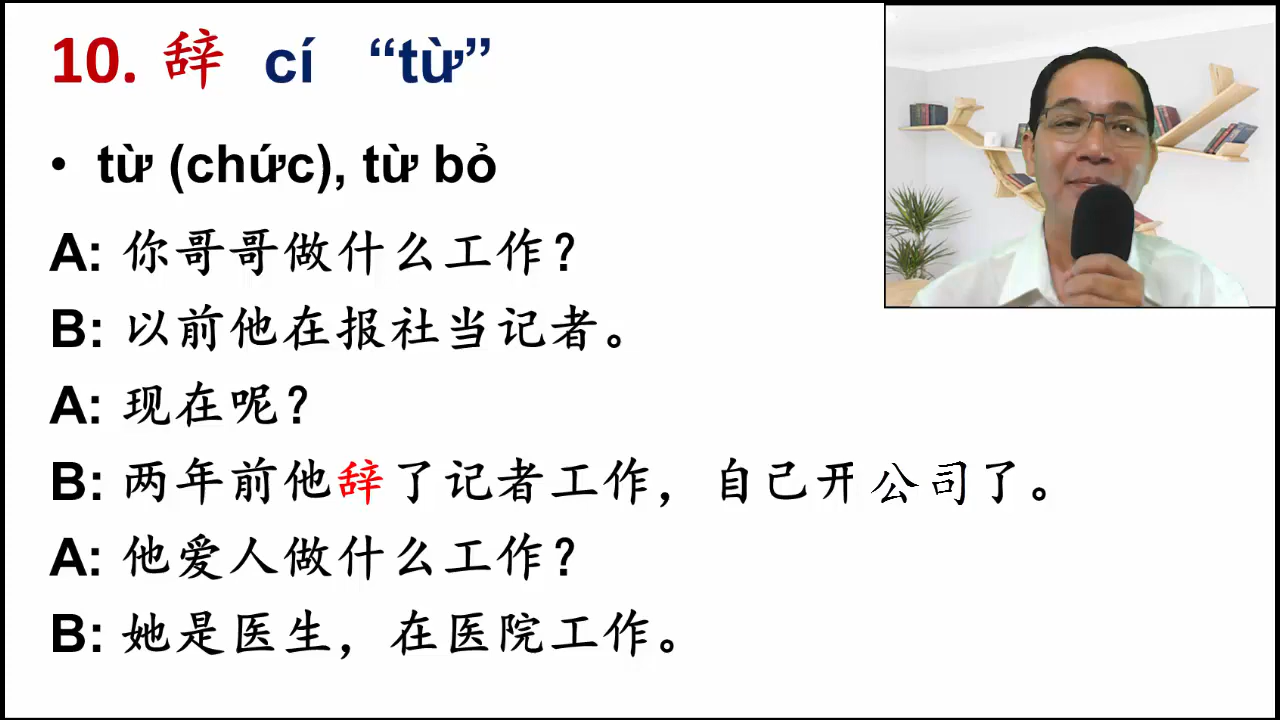 10. 辞 cí “từ”
• từ (chức), từ bỏ
A: 你哥哥做什么工作？
B: 以前他在报社当记者。
A: 现在呢？
B: 两年前他辞了记者工作，自己开公司了。
A: 他爱人做什么工作？
B: 她是医生，在医院工作。